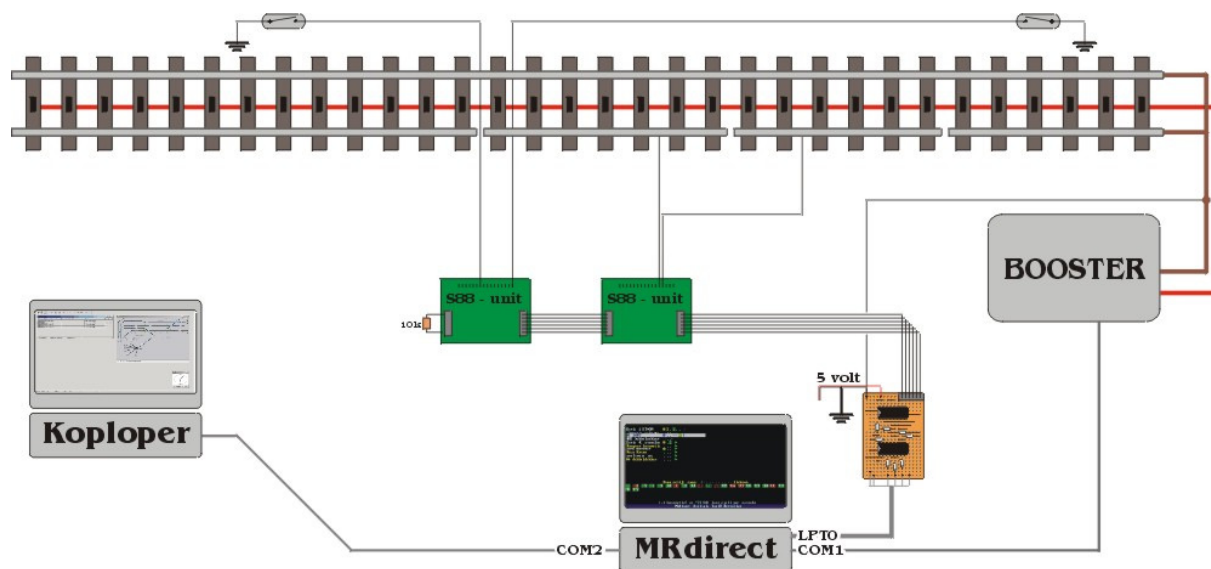 BOOSTER
S88 - unit
S88 - unit
10k
5 volt
Koploper
LPT0
COM2
MRdirect
COM1